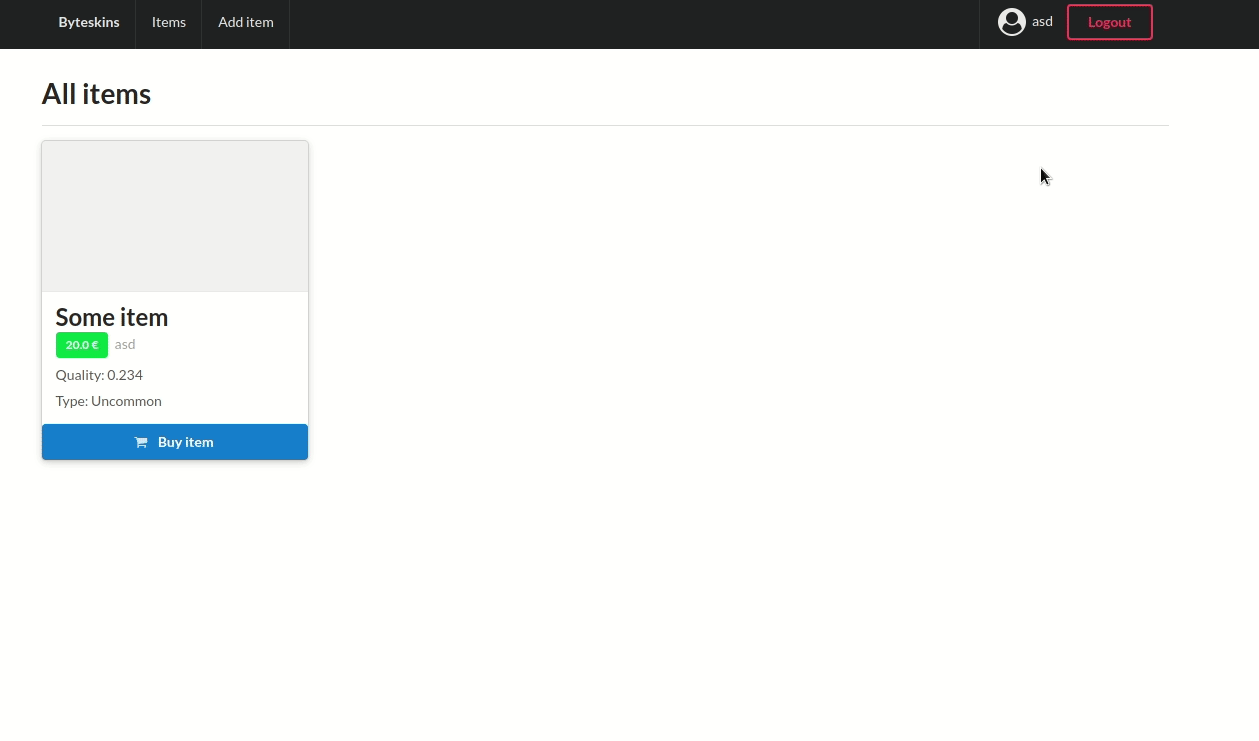 Byteskins Items Add item asd Logout
All items
Some item
20.0 € asd
Quality: 0.234
Type: Uncommon
Buy item